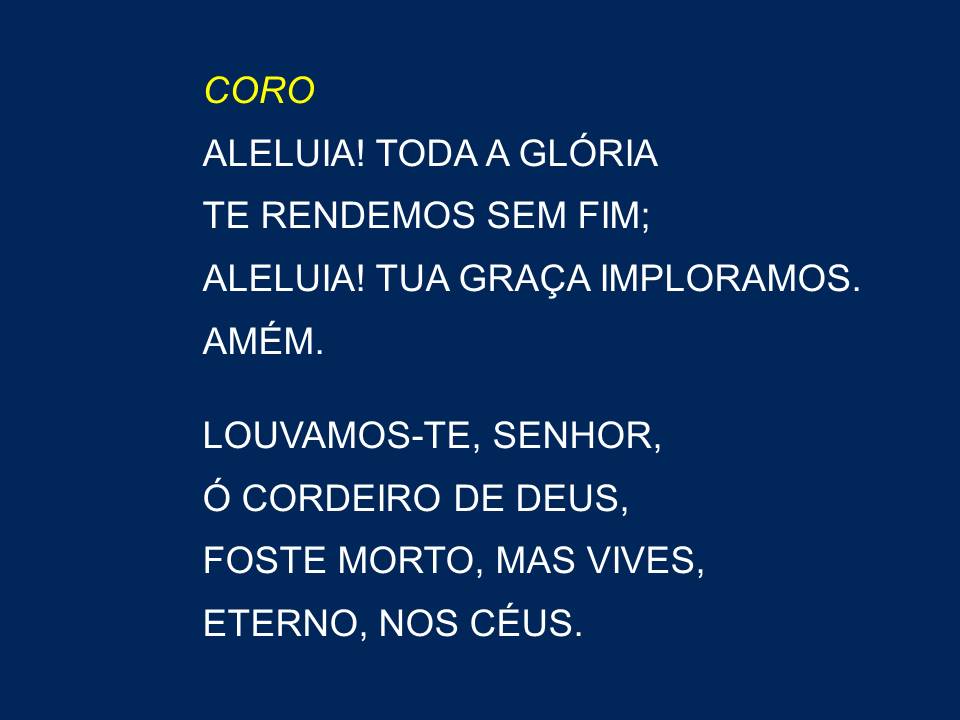 CORO
ALELUIA! TODA A GLÓRIA
TE RENDEMOS SEM FIM;
ALELUIA! TUA GRAÇA IMPLORAMOS.
AMÉM.
LOUVAMOS-TE, SENHOR,
Ó CORDEIRO DE DEUS,
FOSTE MORTO, MAS VIVES,
ETERNO, NOS CÉUS.